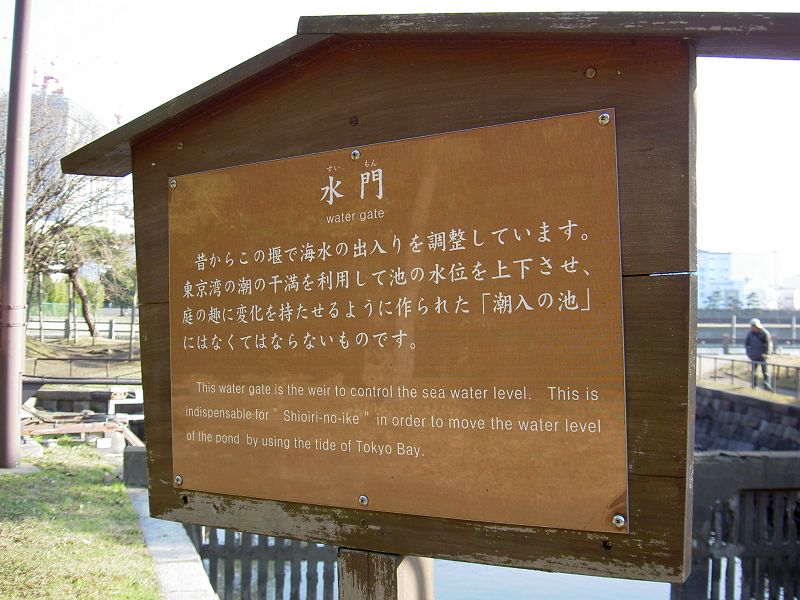 すい もん
水門
water gate
昔からこの堰で海水の出入りを調整しています。
東京湾の潮の干満を利用して池の水位を上下させ、
庭の趣に変化を持たせるように作られた「潮入の池」
にはなくてはならないものです。
This water gate is the weir to control the sea water level. This is
indispensable for " Shioiri-no-ike " in order to move the water level
of the pond by using the tide of Tokyo Bay.